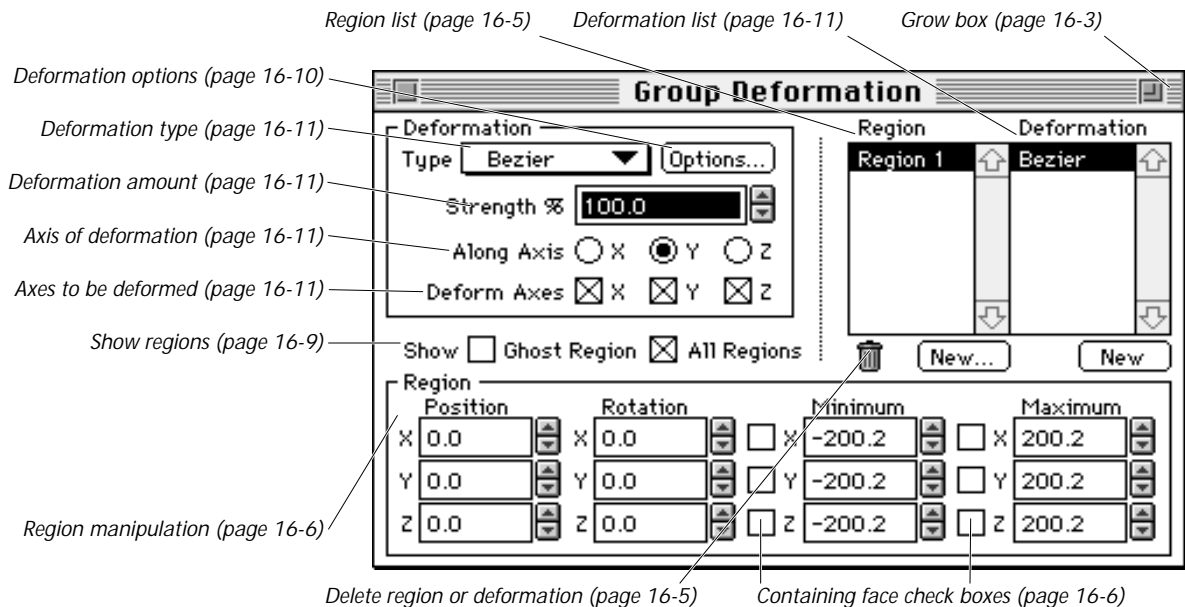 Region list (page 16-5) Deformation list (page 16-11) Grow box (page 16-3)
Deformation options (page 16-10)
Group Deformation
Deformation type (page 16-11)
Deformation
Region Deformation
Type Bezier Options...
Region 1 Bezier
Deformation amount (page 16-11)
Strength % 100.0
Axis of deformation (page 16-11)
Along Axis X Y Z
Axes to be deformed (page 16-11)
Deform Axes X Y Z
Show regions (page 16-9)
Show Ghost Region All Regions
New... New
Region
Position Rotation Minimum Maximum
X 0.0 X 0.0 X -200.2 X 200.2
Y 0.0 Y 0.0 Y -200.2 Y 200.2
Z 0.0 Z 0.0 Z -200.2 Z 200.2
Region manipulation (page 16-6)
Delete region or deformation (page 16-5) Containing face check boxes (page 16-6)